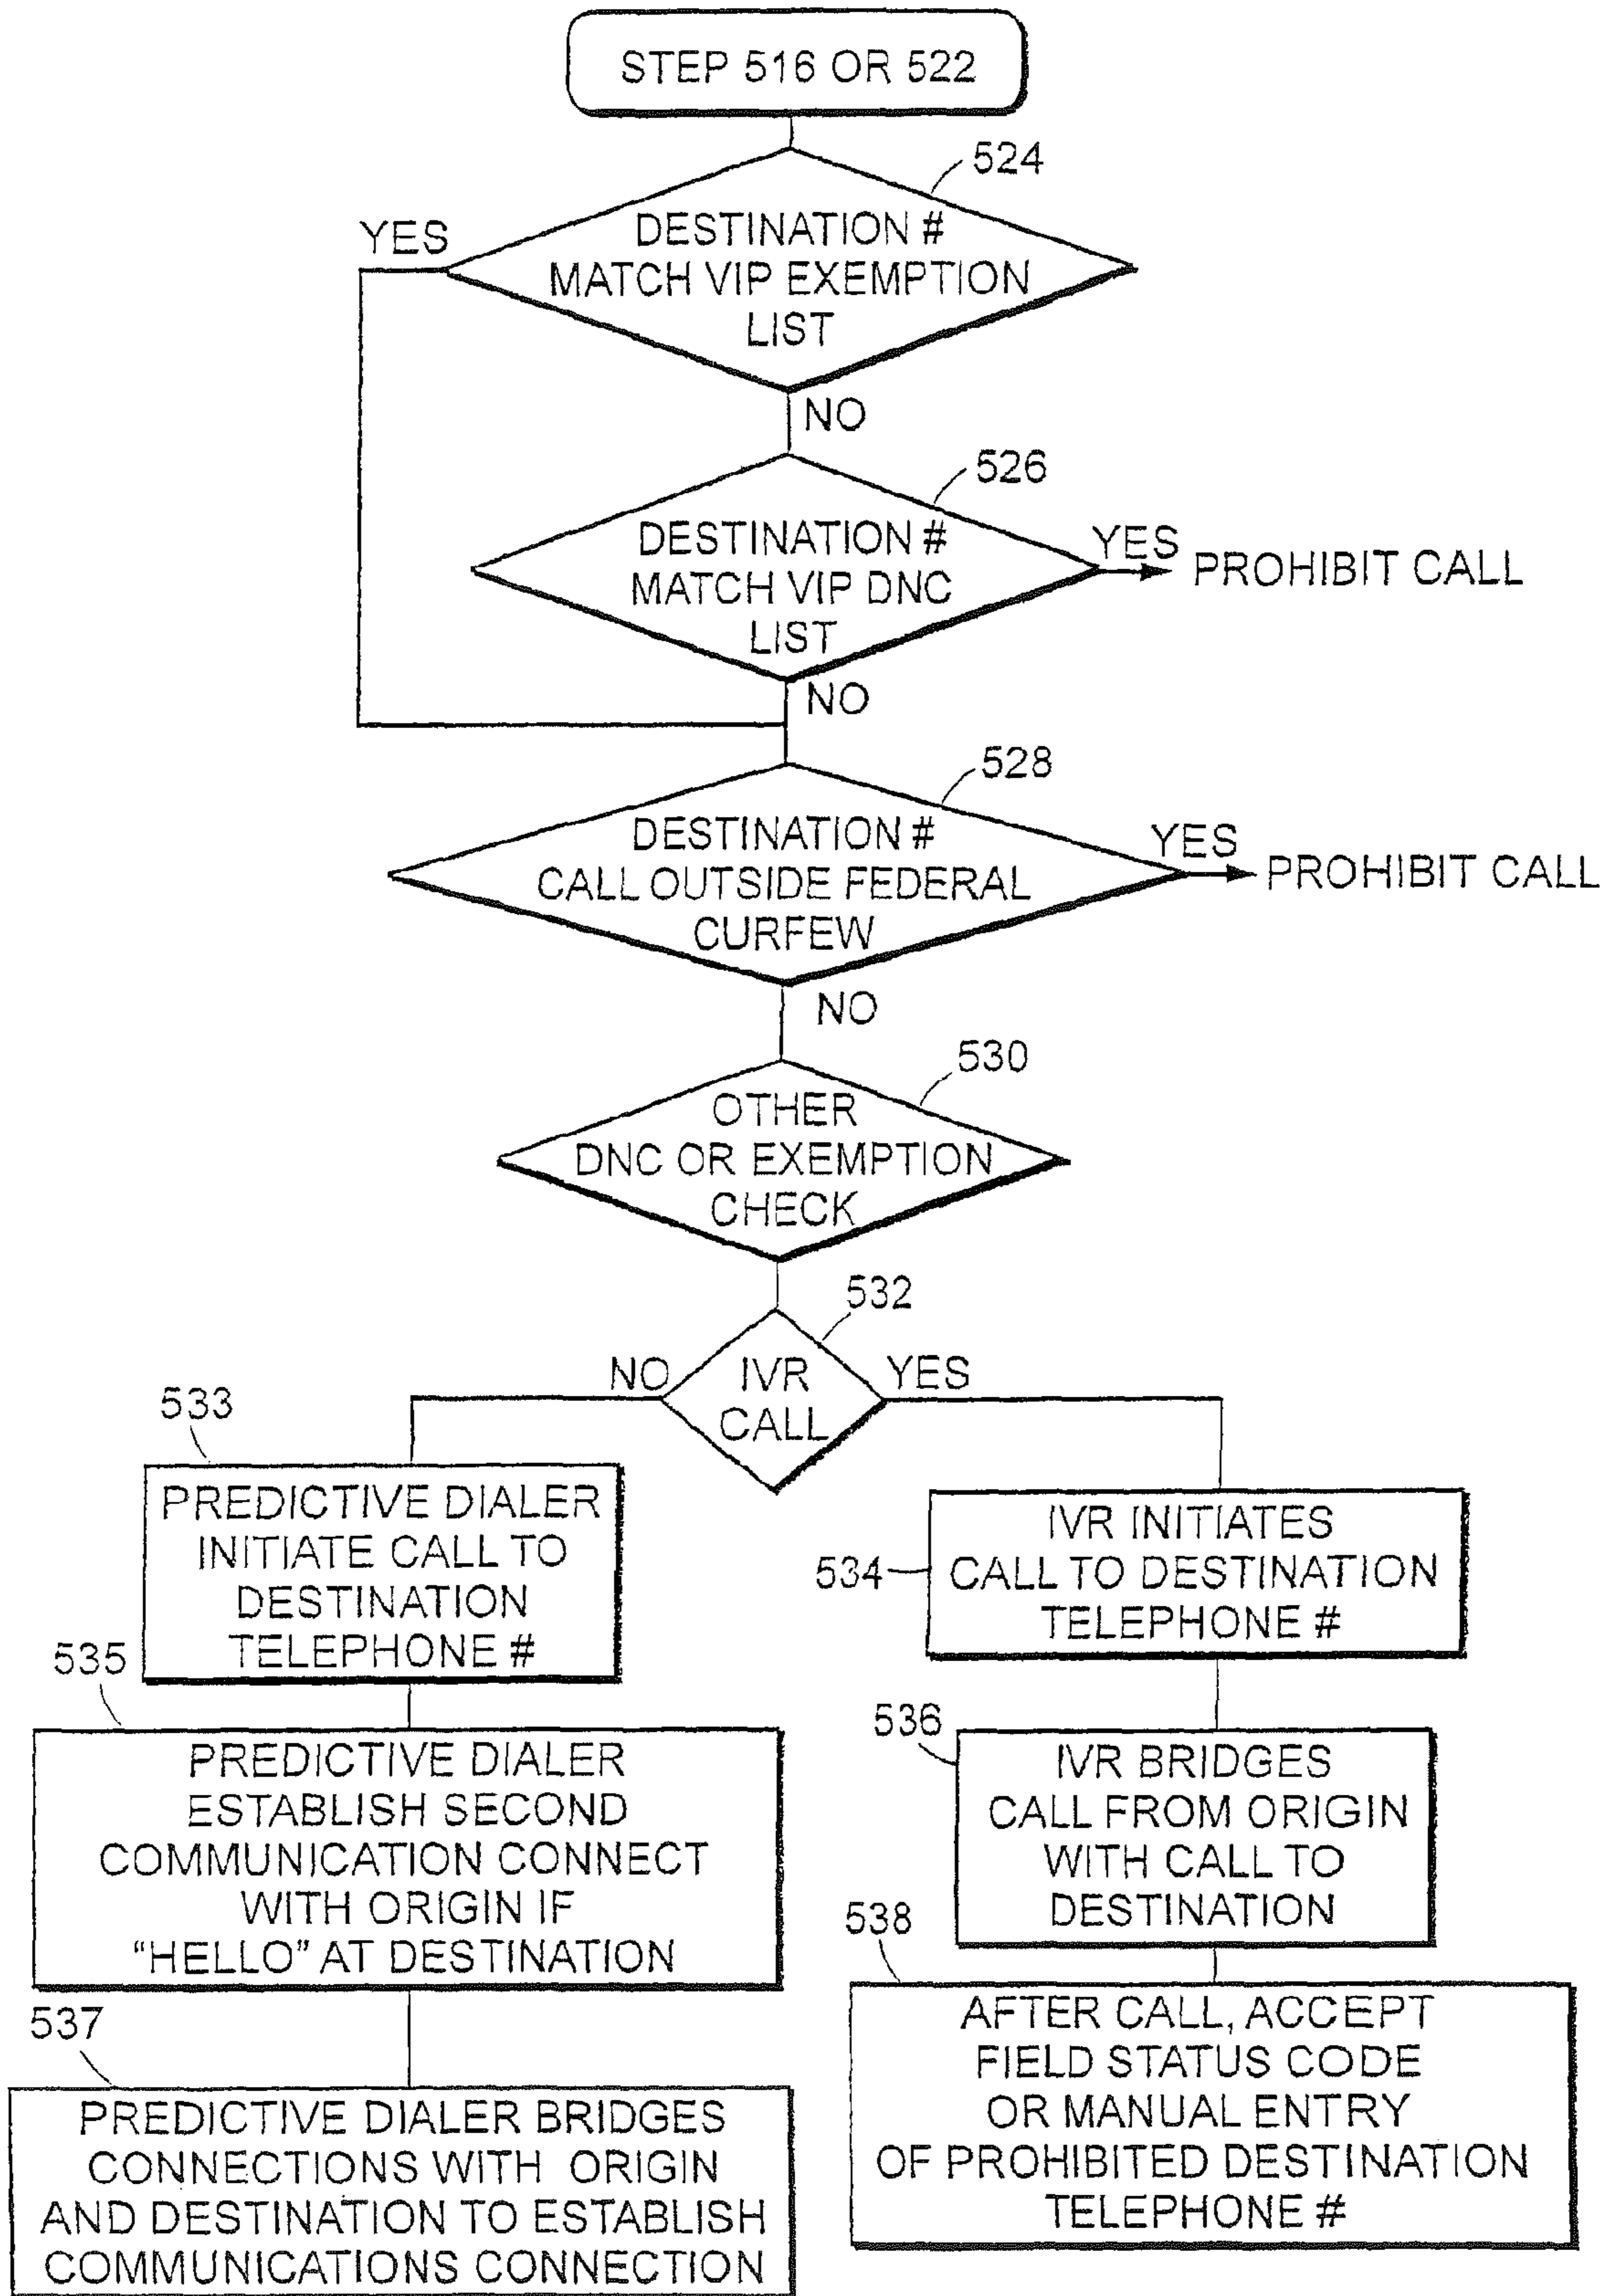 STEP 516 OR 522
524
YES
DESTINATION #
MATCH VIP EXEMPTION
LIST
NO
526
DESTINATION #
MATCH VIP DNC
LIST
YES
PROHIBIT CALL
NO
528
DESTINATION #
CALL OUTSIDE FEDERAL
CURFEW
YES
PROHIBIT CALL
NO
530
OTHER
DNC OR EXEMPTION
CHECK
532
NO
IVR
CALL
YES
533
PREDICTIVE DIALER
INITIATE CALL TO
DESTINATION
TELEPHONE #
534
IVR INITIATES
CALL TO DESTINATION
TELEPHONE #
535
PREDICTIVE DIALER
ESTABLISH SECOND
COMMUNICATION CONNECT
WITH ORIGIN IF
“HELLO” AT DESTINATION
536
IVR BRIDGES
CALL FROM ORIGIN
WITH CALL TO
DESTINATION
537
PREDICTIVE DIALER BRIDGES
CONNECTIONS WITH ORIGIN
AND DESTINATION TO ESTABLISH
COMMUNICATIONS CONNECTION
538
AFTER CALL, ACCEPT
FIELD STATUS CODE
OR MANUAL ENTRY
OF PROHIBITED DESTINATION
TELEPHONE #